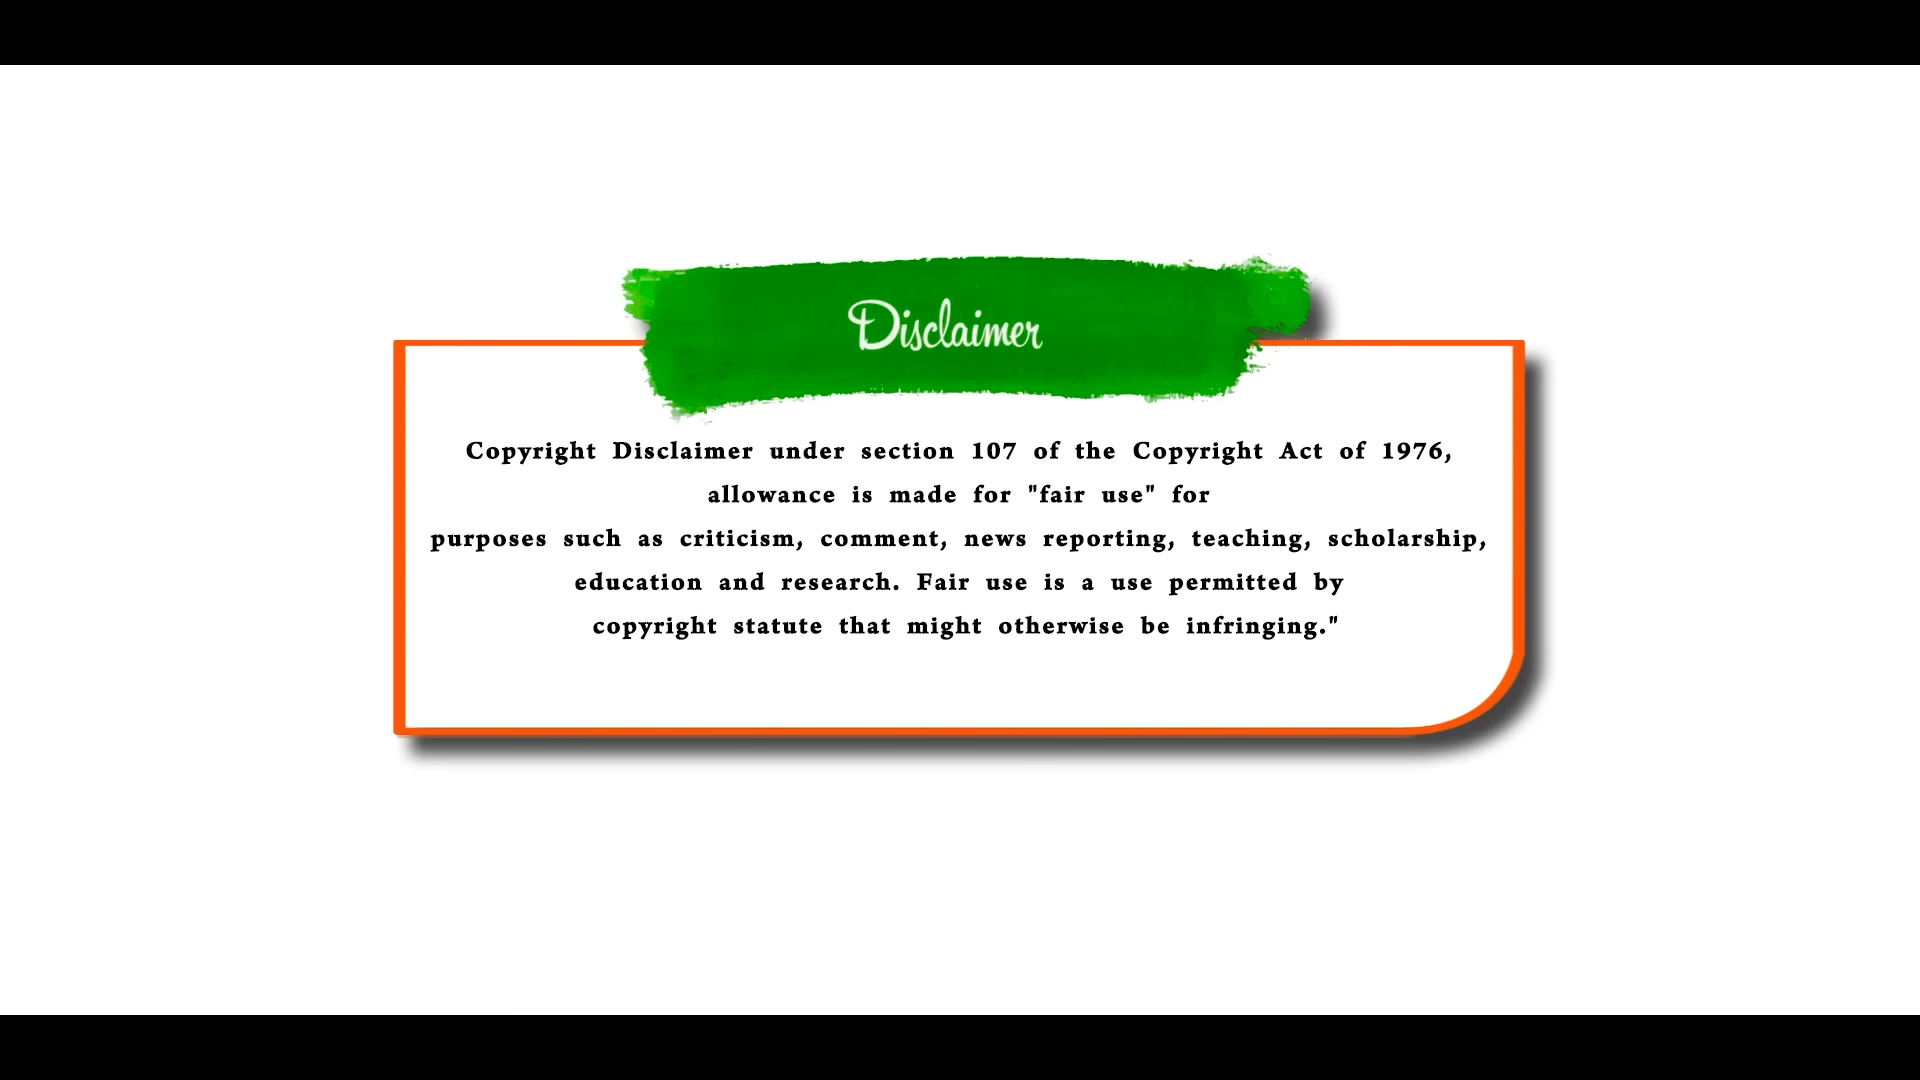 Disclaimer
Copyright Disclaimer under section 107 of the Copyright Act of 1976,
allowance is made for "fair use" for
purposes such as criticism, comment, news reporting, teaching, scholarship,
education and research. Fair use is a use permitted by
copyright statute that might otherwise be infringing."